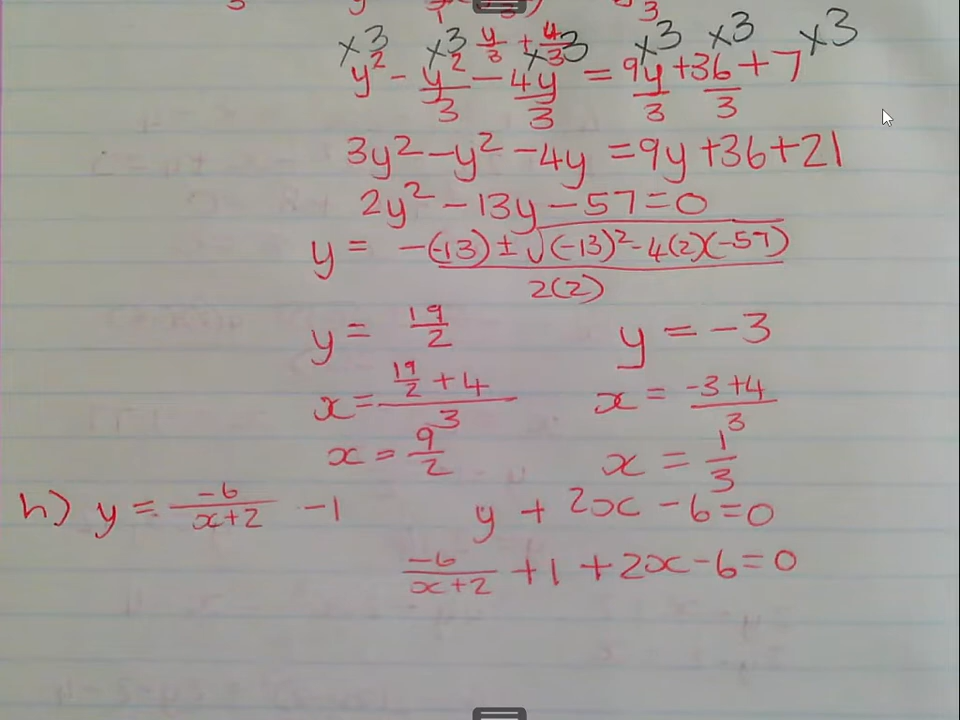 ×3 ×3 y/3 + 4/3 ×3 ×3 ×3 ×3
y² - y²/3 - 4y/3 = 9y/3 + 36/3 + 7
3y² - y² - 4y = 9y + 36 + 21
2y² - 13y - 57 = 0
y = -(-13) ± √(-13)² - 4(2)(-57) / 2(2)
y = 19/2 y = -3
x = 19/2 + 4 / 3 x = -3 + 4 / 3
x = 9/2 x = 1/3
h) y = -6/x+2 - 1 y + 2x - 6 = 0
-6/x+2 + 1 + 2x - 6 = 0